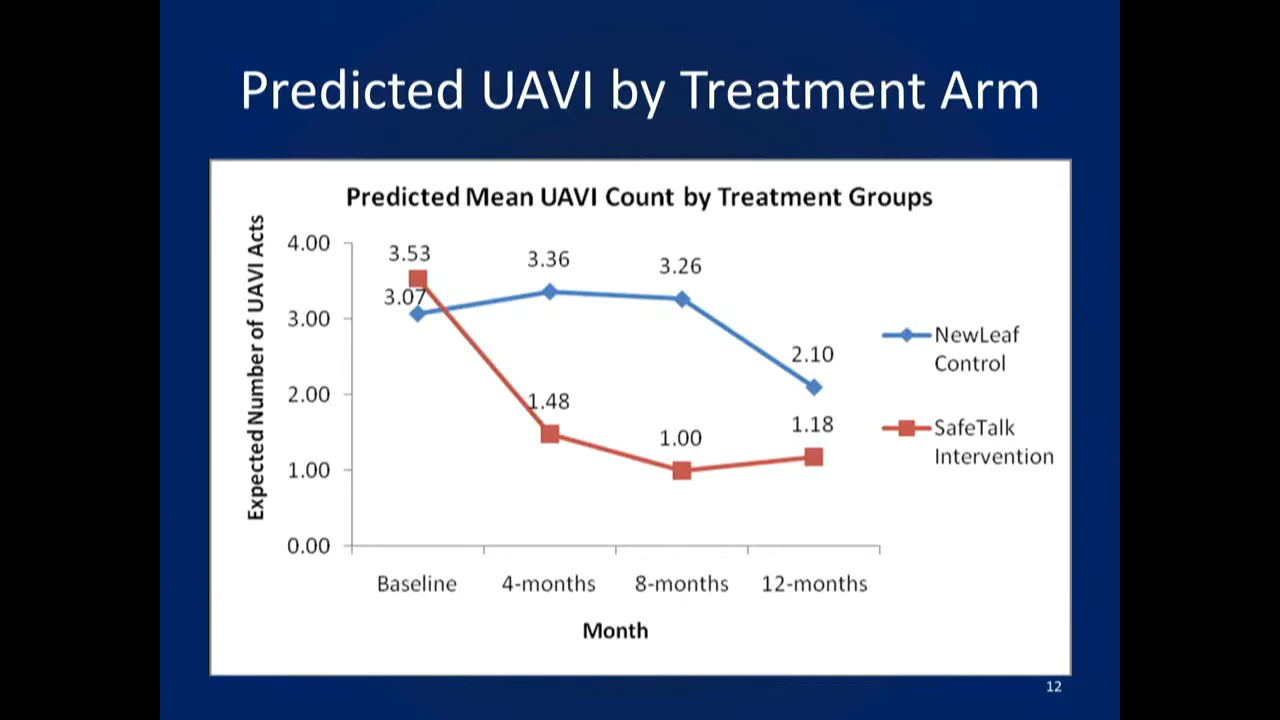 Predicted UAVI by Treatment Arm
Predicted Mean UAVI Count by Treatment Groups
Expected Number of UAVI Acts
4.00
3.00
2.00
1.00
0.00
3.53
3.07
3.36
3.26
2.10
1.48
1.00
1.18
NewLeaf
Control
SafeTalk
Intervention
Baseline
4-months
8-months
12-months
Month
12